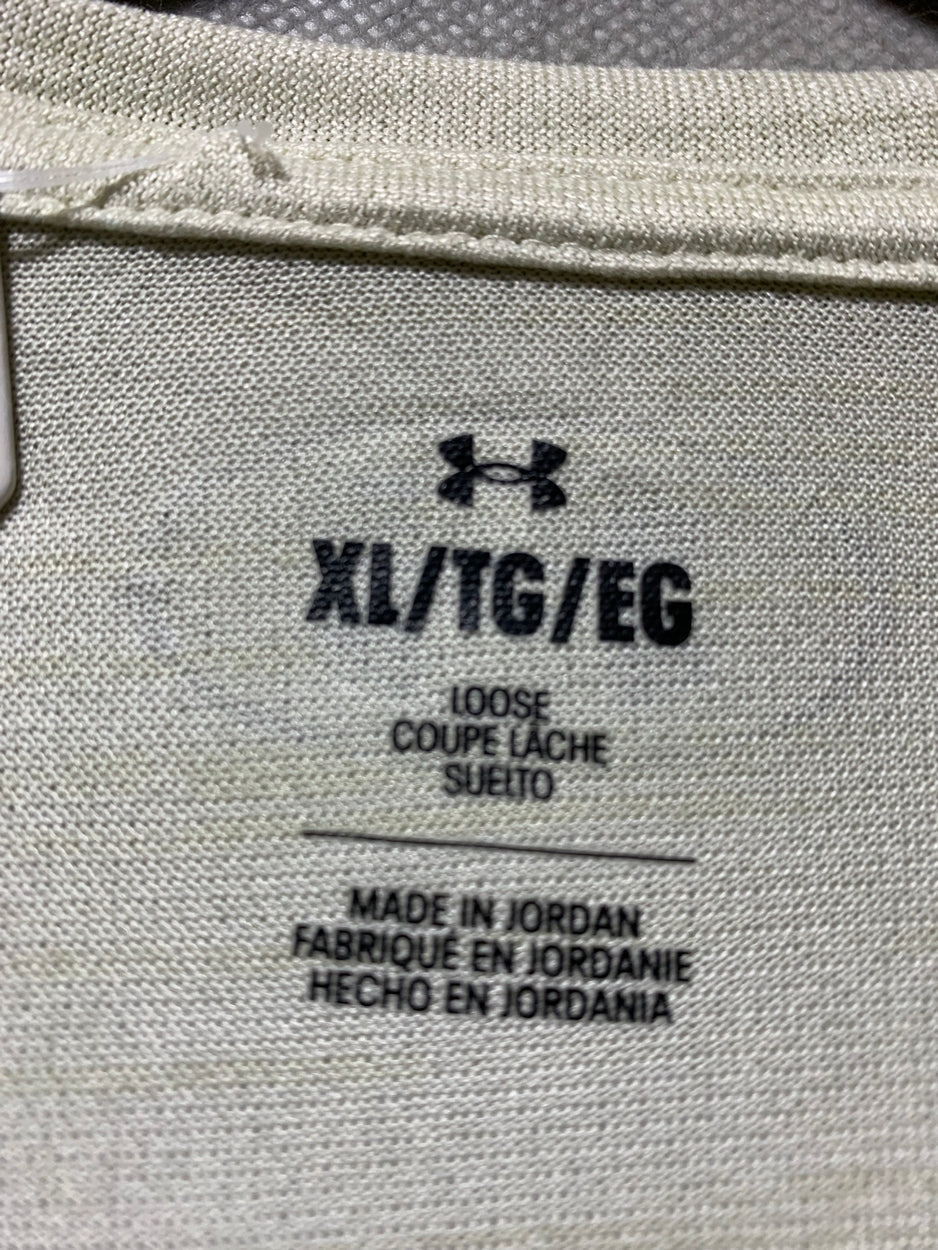 XL/TG/EG
LOOSE
COUPE LÂCHE
SUELTO
MADE IN JORDAN
FABRIQUÉ EN JORDANIE
HECHO EN JORDANIA